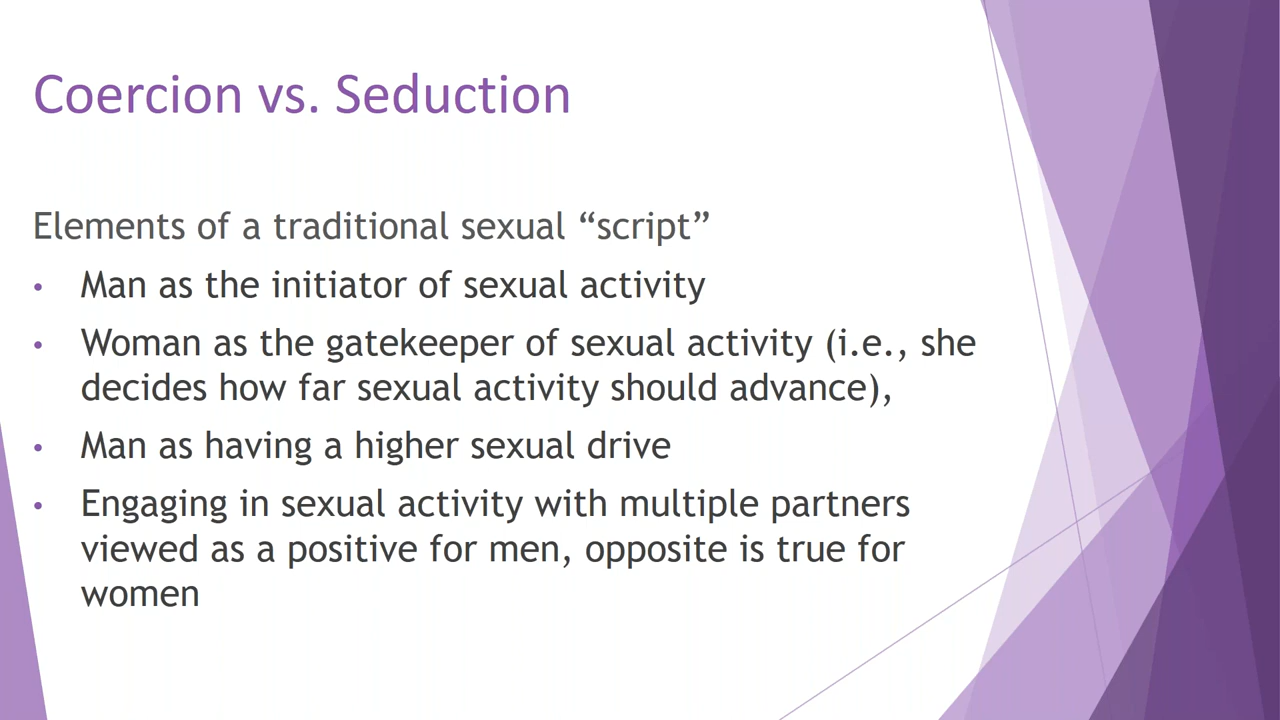 Coercion vs. Seduction
Elements of a traditional sexual “script”
• Man as the initiator of sexual activity
• Woman as the gatekeeper of sexual activity (i.e., she
decides how far sexual activity should advance),
• Man as having a higher sexual drive
• Engaging in sexual activity with multiple partners
viewed as a positive for men, opposite is true for
women